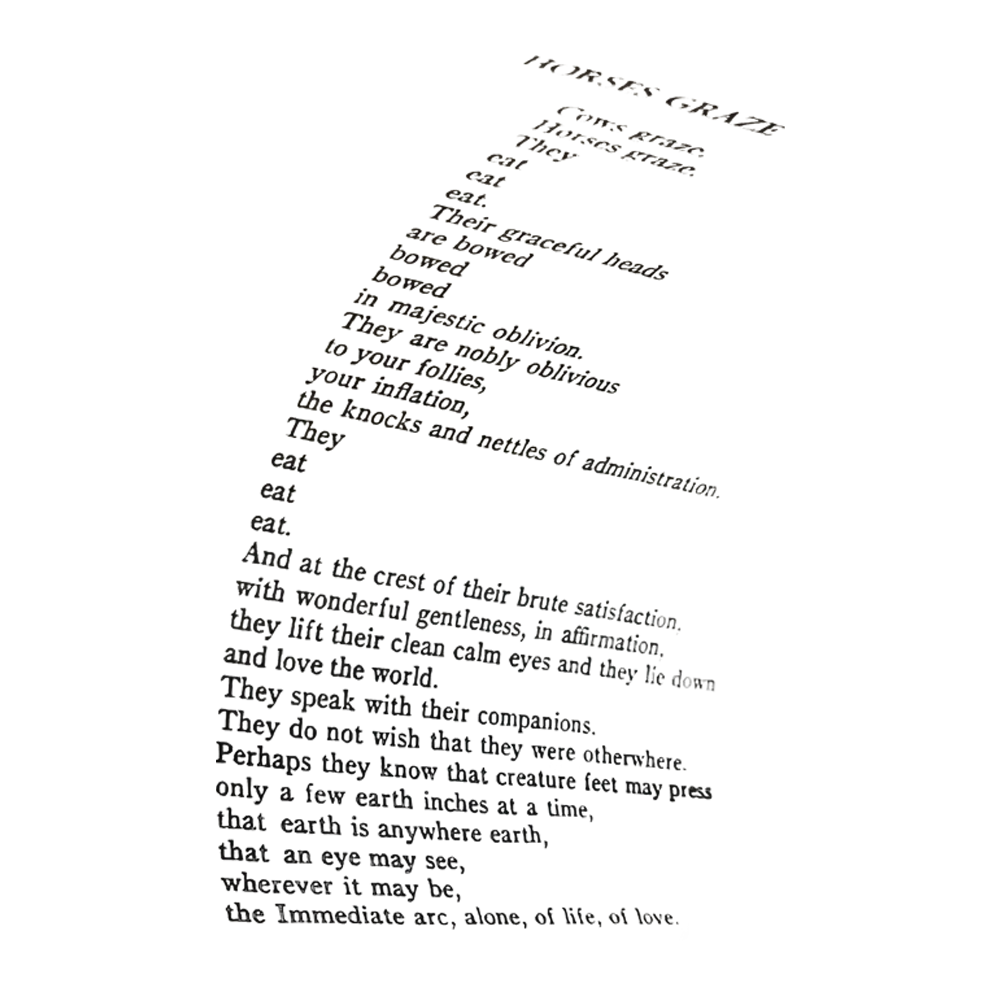 HORSES GRAZE
Cows graze.
Horses graze.
They
eat
eat
eat.
Their graceful heads
are bowed
bowed
bowed
in majestic oblivion.
They are nobly oblivious
to your follies,
your inflation,
the knocks and nettles of administration.
They
eat
eat
eat.
And at the crest of their brute satisfaction,
with wonderful gentleness, in affirmation,
they lift their clean calm eyes and they lie down
and love the world.
They speak with their companions.
They do not wish that they were otherwhere.
Perhaps they know that creature feet may press
only a few earth inches at a time,
that earth is anywhere earth,
that an eye may see,
wherever it may be,
the Immediate arc, alone, of life, of love.